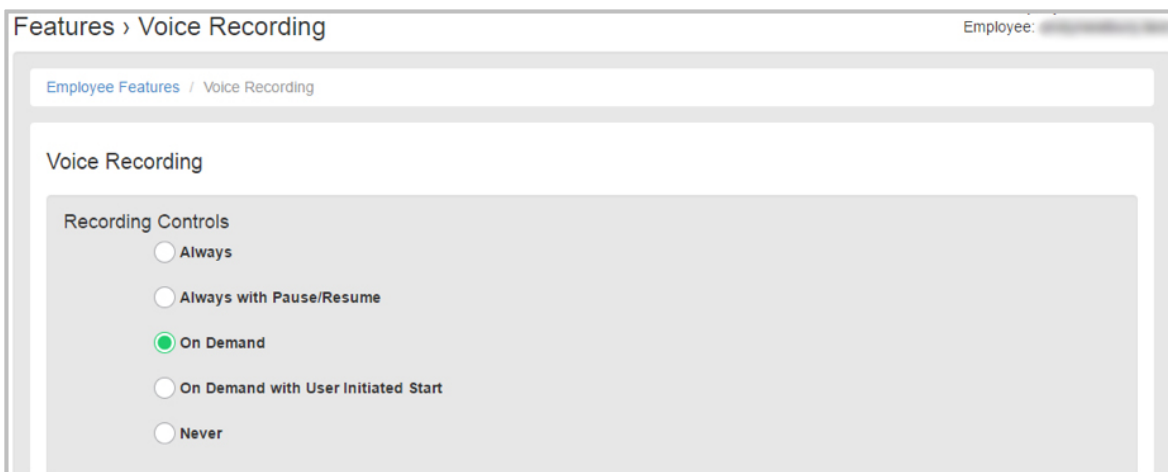 Features › Voice Recording
Employee:
Employee Features / Voice Recording
Voice Recording
Recording Controls
Always
Always with Pause/Resume
On Demand
On Demand with User Initiated Start
Never